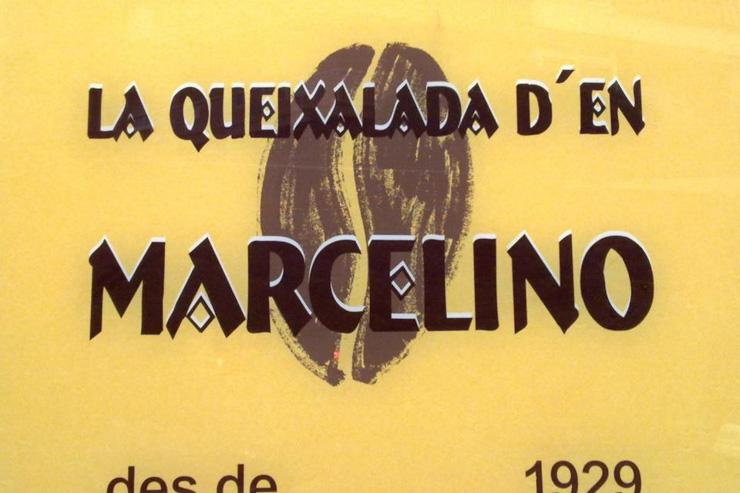 LA QUEIXALADA D´EN
MARCELINO
des de 1929